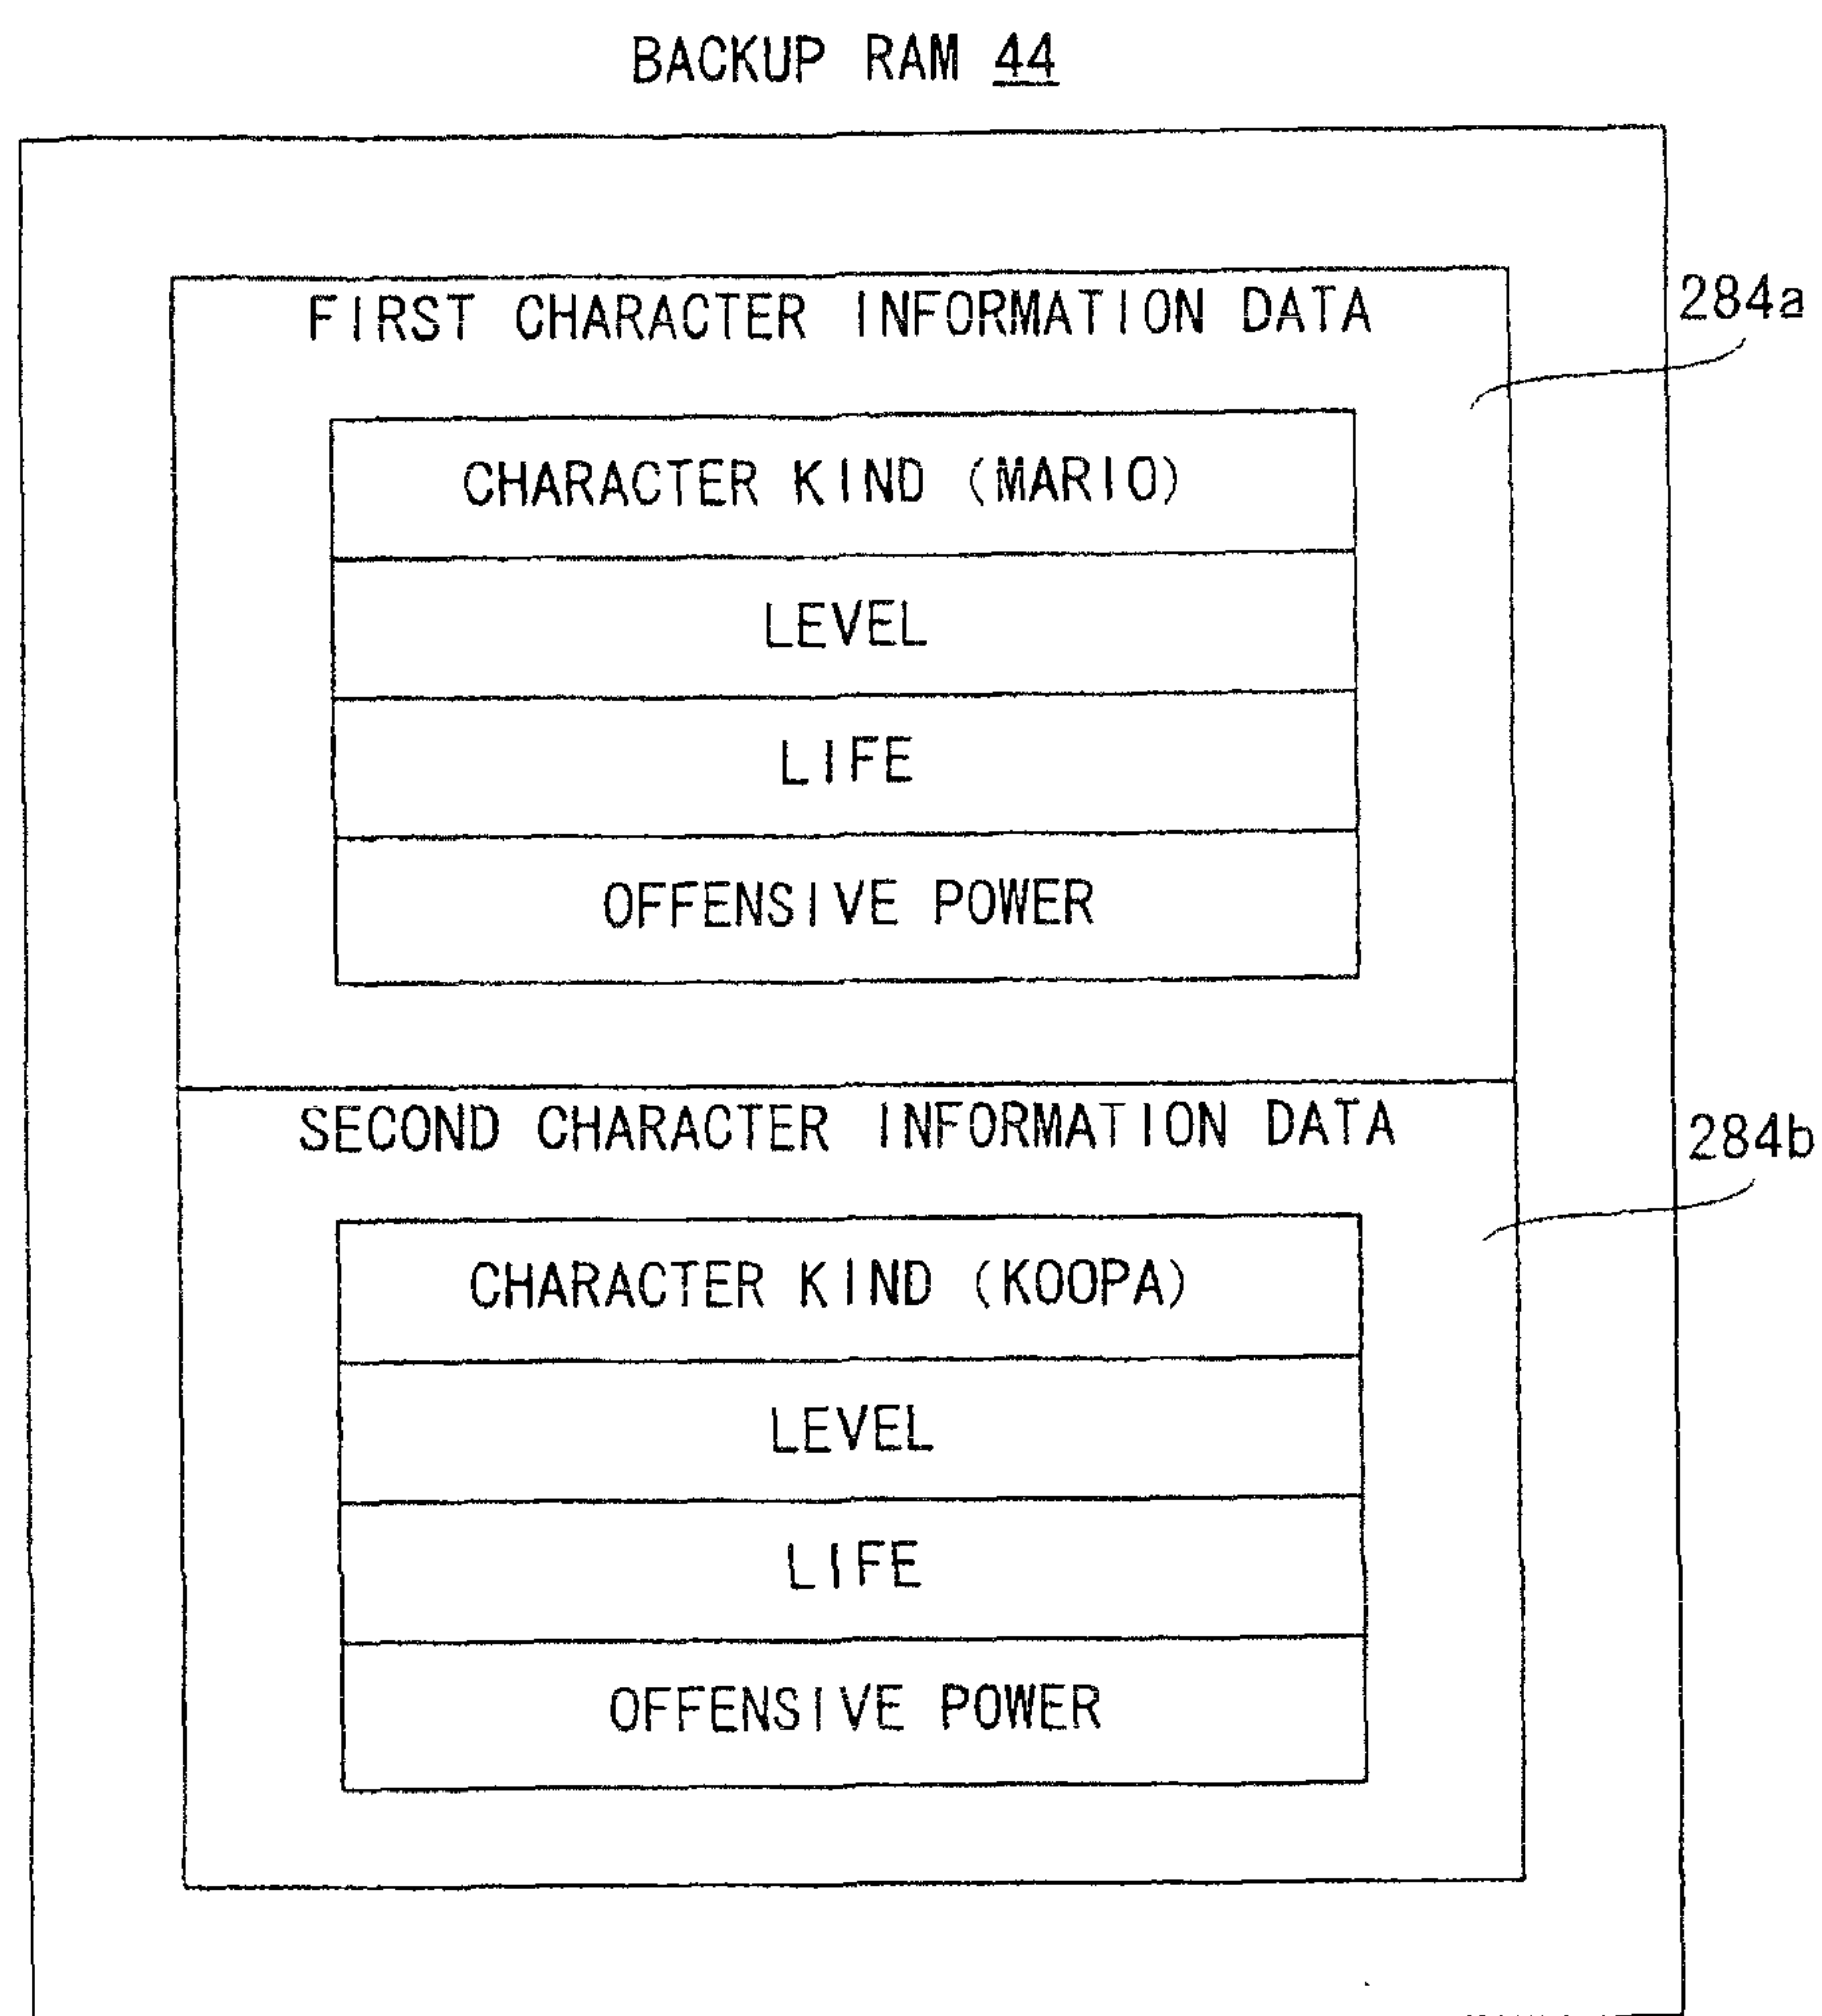 BACKUP RAM 44
FIRST CHARACTER INFORMATION DATA
284a
CHARACTER KIND (MARIO)
LEVEL
LIFE
OFFENSIVE POWER
SECOND CHARACTER INFORMATION DATA
284b
CHARACTER KIND (KOOPA)
LEVEL
LIFE
OFFENSIVE POWER